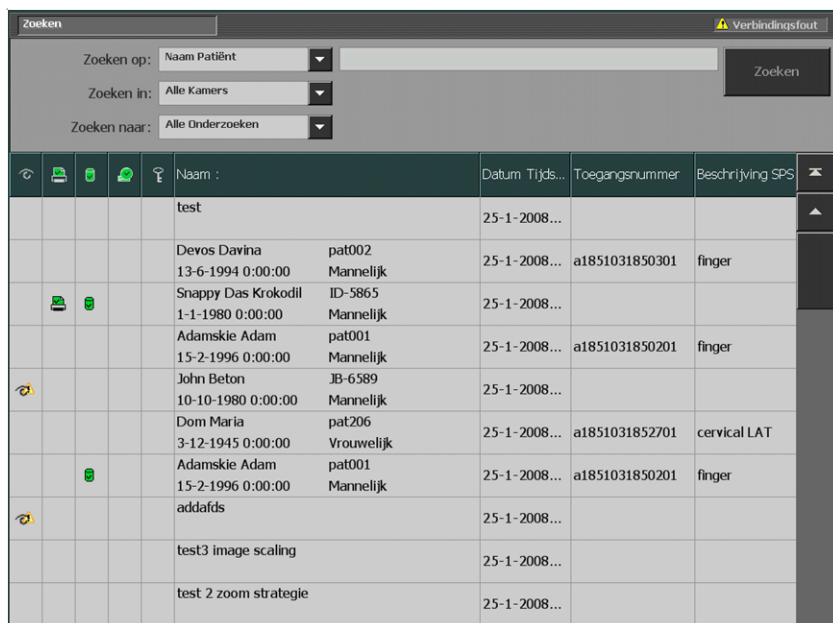 Zoeken
Verbindingsfout
Zoeken op: Naam Patiënt
Zoeken
Zoeken in: Alle Kamers
Zoeken naar: Alle Onderzoeken
Naam : Datum Tijds... Toegangsnummer Beschrijving SPS
test
25-1-2008...
Devos Davina pat002
25-1-2008... a1851031850301 finger
13-6-1994 0:00:00 Mannelijk
Snappy Das Krokodil ID-5865
25-1-2008...
1-1-1980 0:00:00 Mannelijk
Adamskie Adam pat001
25-1-2008... a1851031850201 finger
15-2-1996 0:00:00 Mannelijk
John Beton JB-6589
25-1-2008...
10-10-1980 0:00:00 Mannelijk
Dom Maria pat206
25-1-2008... a1851031852701 cervical LAT
3-12-1945 0:00:00 Vrouwelijk
Adamskie Adam pat001
25-1-2008... a1851031850201 finger
15-2-1996 0:00:00 Mannelijk
addafds
25-1-2008...
test3 image scaling
25-1-2008...
test 2 zoom strategie
25-1-2008...